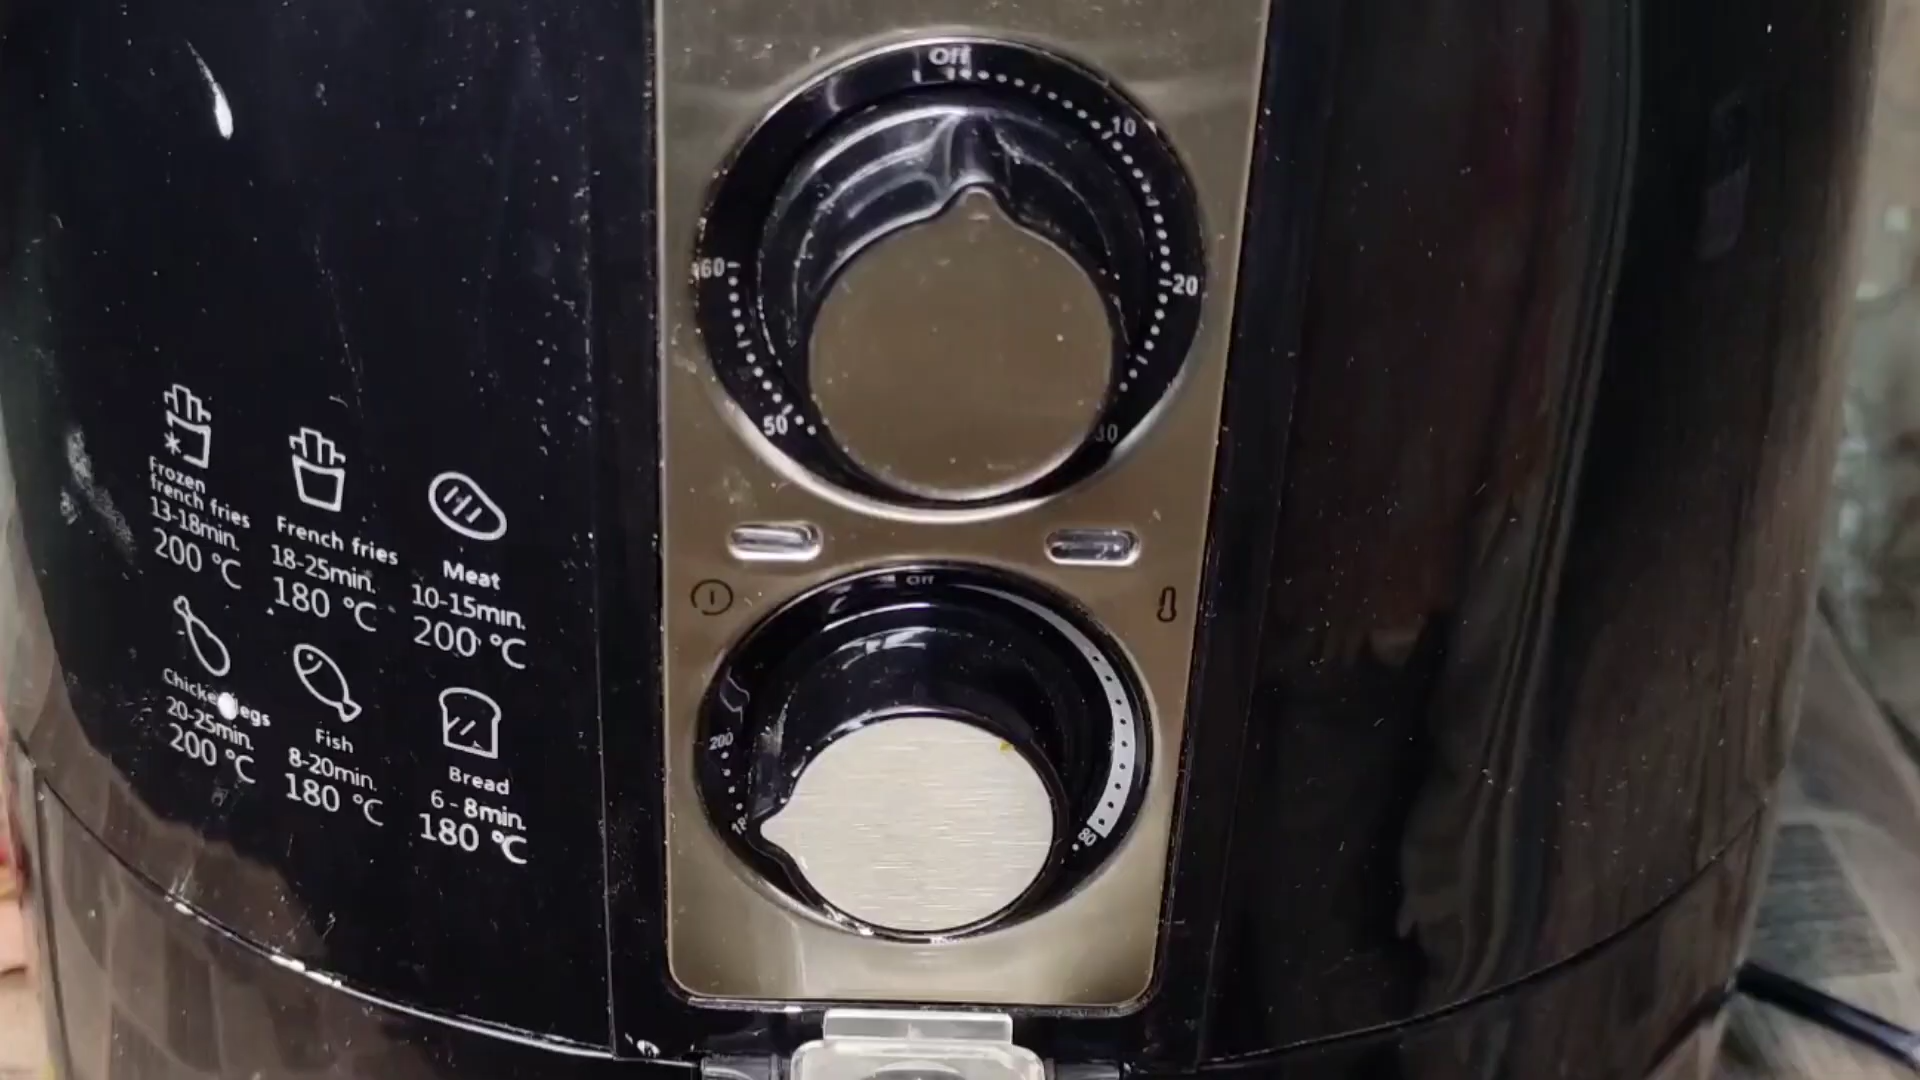 Off
10
20
30
50
60
Frozen
french fries
13-18min.
200 °C
French fries
18-25min.
180 °C
Meat
10-15min.
200 °C
20-25min.
200 °C
Fish
8-20min.
180 °C
Bread
6 - 8min.
180 °C
Off
200
80